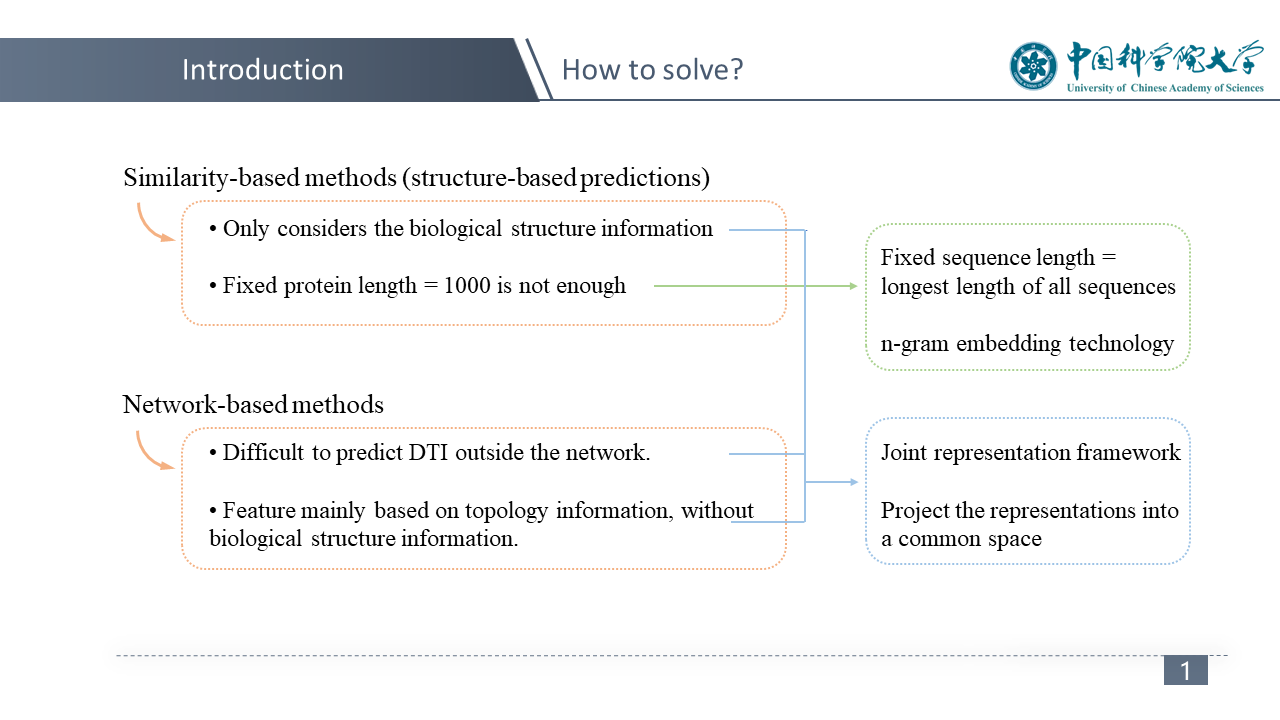 Introduction
How to solve?
中国科学院大学
University of Chinese Academy of Sciences
Similarity-based methods (structure-based predictions)
• Only considers the biological structure information
• Fixed protein length = 1000 is not enough
Fixed sequence length =
longest length of all sequences
n-gram embedding technology
Network-based methods
• Difficult to predict DTI outside the network.
• Feature mainly based on topology information, without
biological structure information.
Joint representation framework
Project the representations into
a common space
1